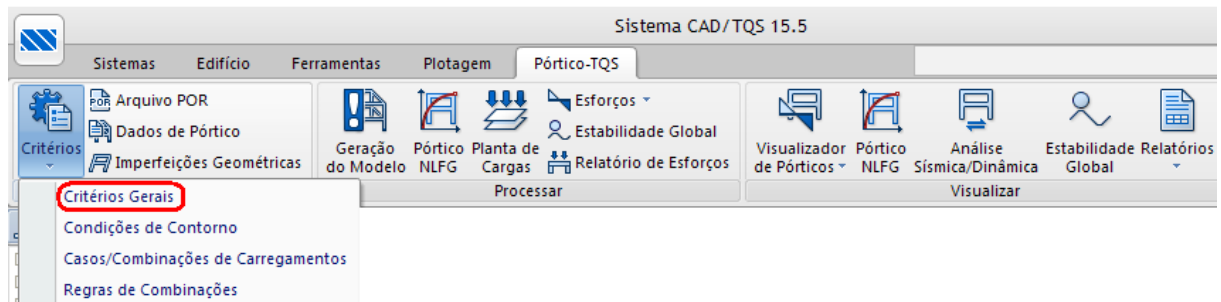 Sistema CAD/TQS 15.5
Sistemas Edifício Ferramentas Plotagem Pórtico-TQS
Critérios
POR Arquivo POR
Dados de Pórtico
Imperfeições Geométricas
Geração do Modelo
Pórtico NLFG
Planta de Cargas
Esforços
Estabilidade Global
Relatório de Esforços
Visualizador de Pórticos
Pórtico NLFG
Análise Sísmica/Dinâmica
Estabilidade Global
Relatórios
Processar
Visualizar
Critérios Gerais
Condições de Contorno
Casos/Combinações de Carregamentos
Regras de Combinações